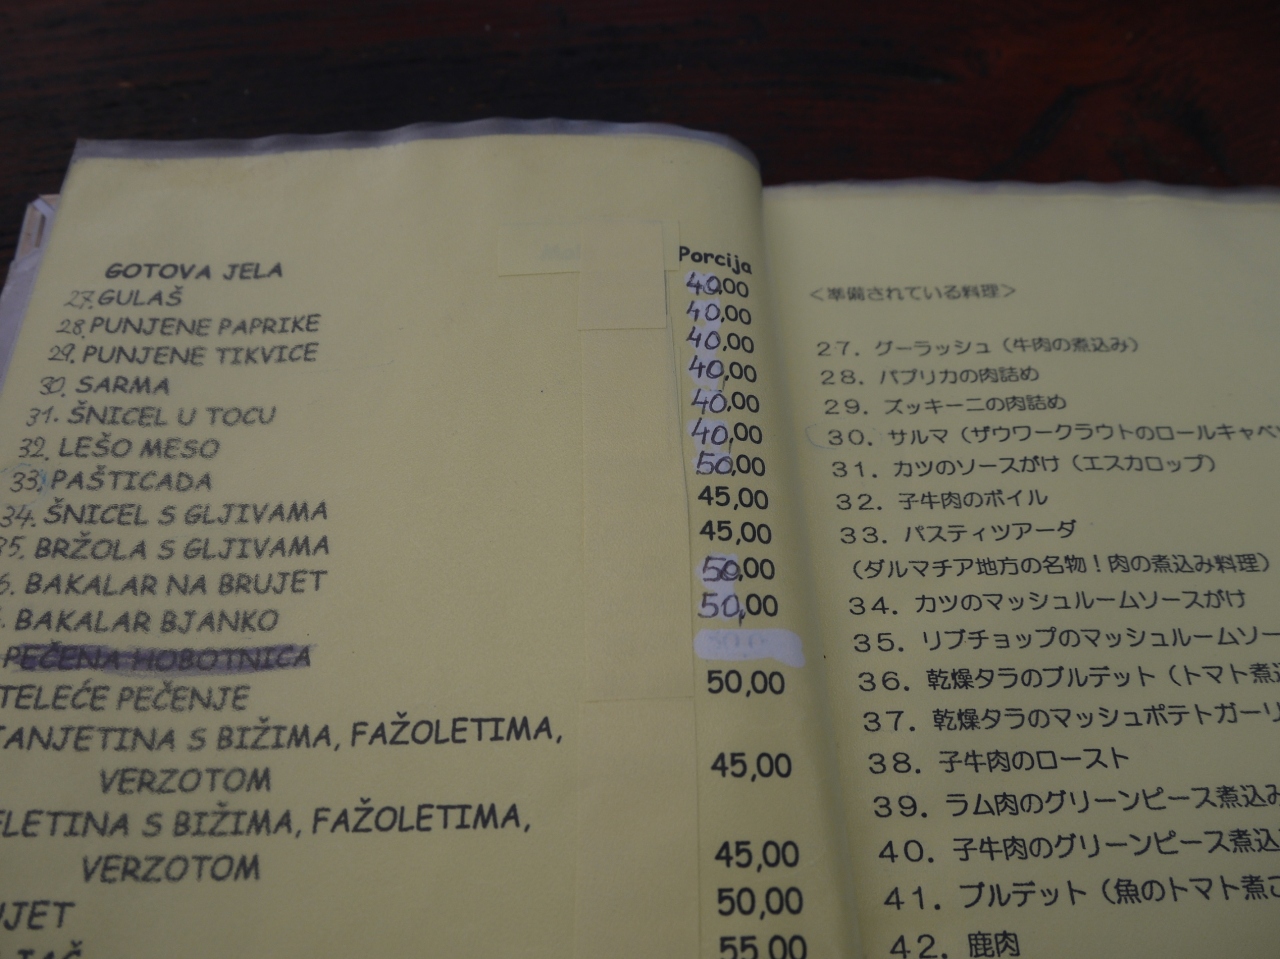 GOTOVA JELA
Porcija
27. GULAŠ 40,00
28. PUNJENE PAPRIKE 40,00
29. PUNJENE TIKVICE 40,00
30. SARMA 40,00
31. ŠNICEL U TOCU 40,00
32. LEŠO MESO 40,00
33. PAŠTICADA 50,00
34. ŠNICEL S GLJIVAMA 45,00
35. BRŽOLA S GLJIVAMA 45,00
6. BAKALAR NA BRUJET 50,00
BAKALAR BJANKO 50,00
PEČENA HOBOTNICA
TELEĆE PEČENJE 50,00
ANJETINA S BIŽIMA, FAŽOLETIMA,
VERZOTOM 45,00
LETINA S BIŽIMA, FAŽOLETIMA,
VERZOTOM 45,00
UJET 50,00
55,00
<準備されている料理>
27. グーラッシュ(牛肉の煮込み)
28. パプリカの肉詰め
29. ズッキーニの肉詰め
30. サルマ(ザウワークラウトのロールキャベ
31. カツのソースがけ(エスカロップ)
32. 子牛肉のボイル
33. パスティツアーダ
(ダルマチア地方の名物!肉の煮込み料理)
34. カツのマッシュルームソースがけ
35. リブチョップのマッシュルームソー
36. 乾燥タラのブルデット(トマト煮込
37. 乾燥タラのマッシュポテトガーリ
38. 子牛肉のロースト
39. ラム肉のグリーンピース煮込み
40. 子牛肉のグリーンピース煮込
41. ブルデット(魚のトマト煮こ
42. 鹿肉